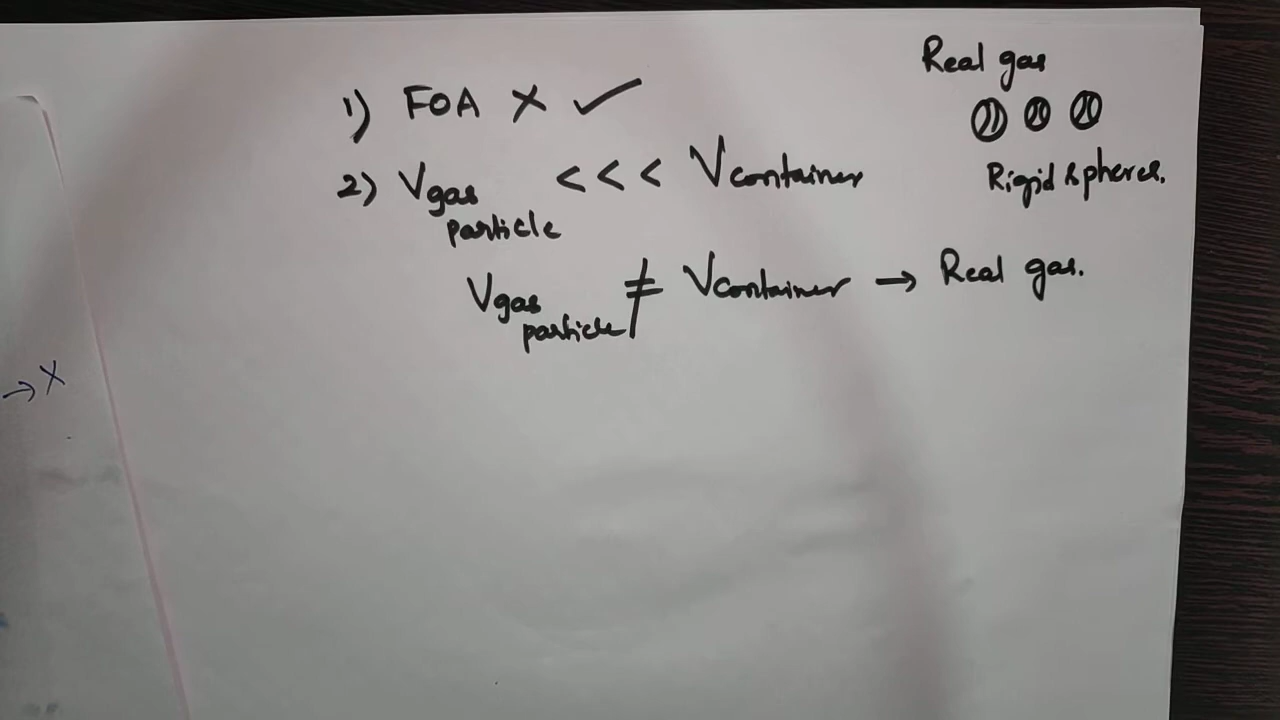 Real gas
1) FOA × ✓
2) Vgas particle <<< Vcontainer
Rigid spheres.
Vgas particle ≠ Vcontainer → Real gas.
→ X